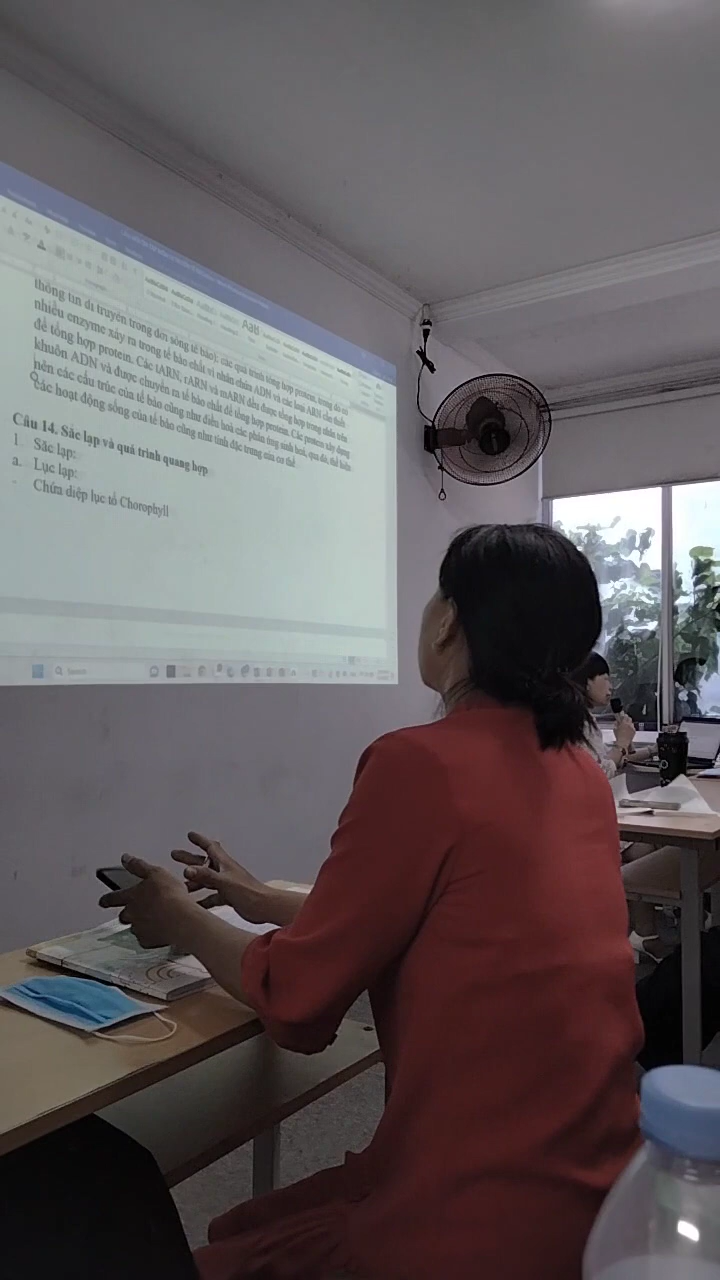 thông tin di truyền trong đời sống tế bào): các quá trình tổng hợp protein, trong đó có
nhiều enzyme xảy ra trong tế bào chất vì nhân chứa ADN và các loại ARN cần thiết
để tổng hợp protein. Các tARN, rARN và mARN đều được tổng hợp trong nhân trên
khuôn ADN và được chuyển ra tế bào chất để tổng hợp protein. Các protein xây dựng
nên các cấu trúc của tế bào cũng như điều hoà các phản ứng sinh hoá, qua đó, thể hiện
các hoạt động sống của tế bào cũng như tính đặc trưng của cơ thể.
Câu 14. Sắc lạp và quá trình quang hợp
1. Sắc lạp:
a. Lục lạp:
- Chứa diệp lục tố Chorophyll